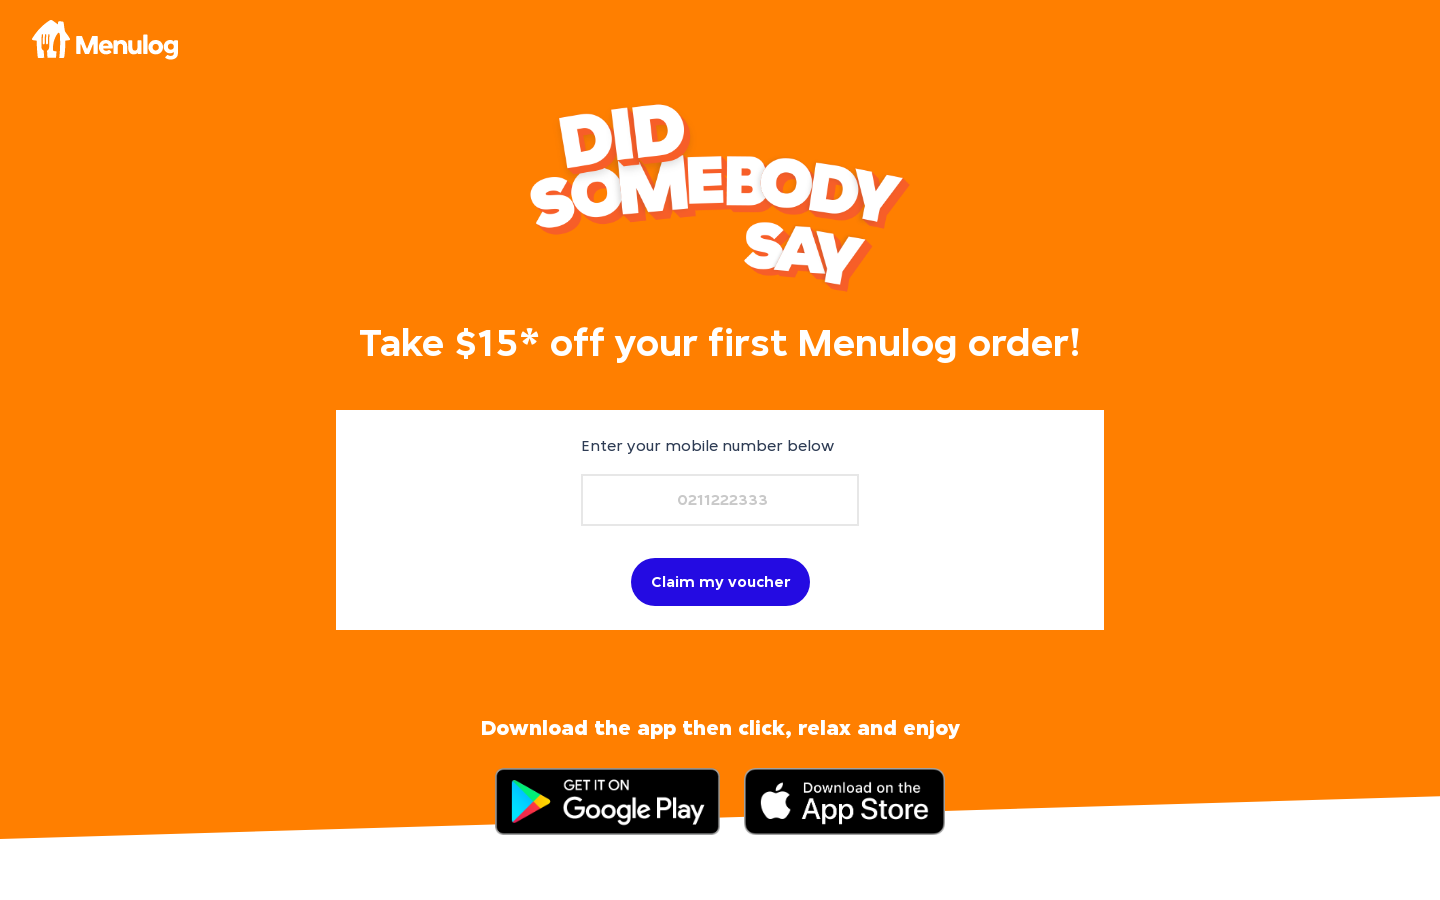 Menulog
DID
SOMEBODY
SAY
Take $15* off your first Menulog order!
Enter your mobile number below
0211222333
Claim my voucher
Download the app then click, relax and enjoy
GET IT ON
Google Play
Download on the
App Store